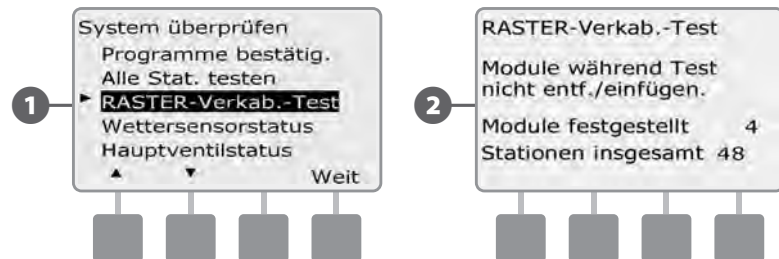 1
System überprüfen
Programme bestätig.
Alle Stat. testen
RASTER-Verkab.-Test
Wettersensorstatus
Hauptventilstatus
Weit
2
RASTER-Verkab.-Test
Module während Test
nicht entf./einfügen.
Module festgestellt 4
Stationen insgesamt 48